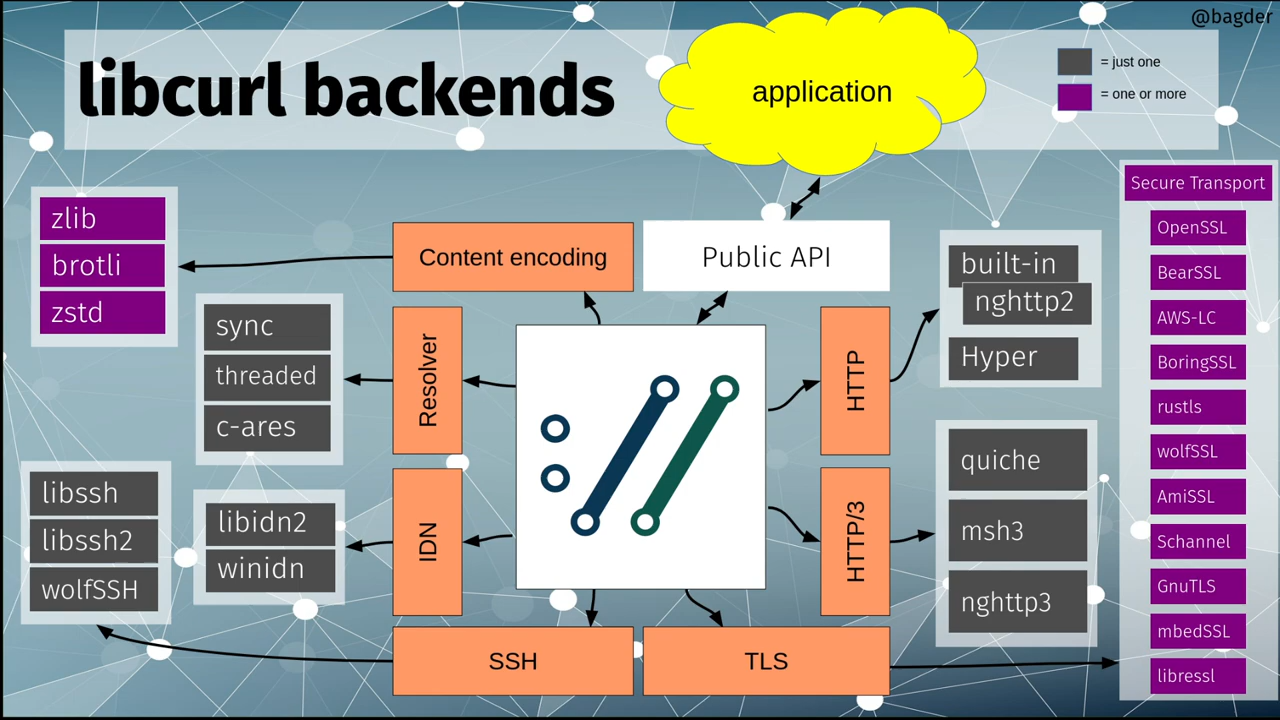 @bagder
libcurl backends
application
= just one
= one or more
zlib
brotli
zstd
sync
threaded
c-ares
libssh
libssh2
wolfSSH
libidn2
winidn
Content encoding
Public API
Resolver
IDN
HTTP
HTTP/3
SSH
TLS
built-in
nghttp2
Hyper
quiche
msh3
nghttp3
Secure Transport
OpenSSL
BearSSL
AWS-LC
BoringSSL
rustls
wolfSSL
AmiSSL
Schannel
GnuTLS
mbedSSL
libressl